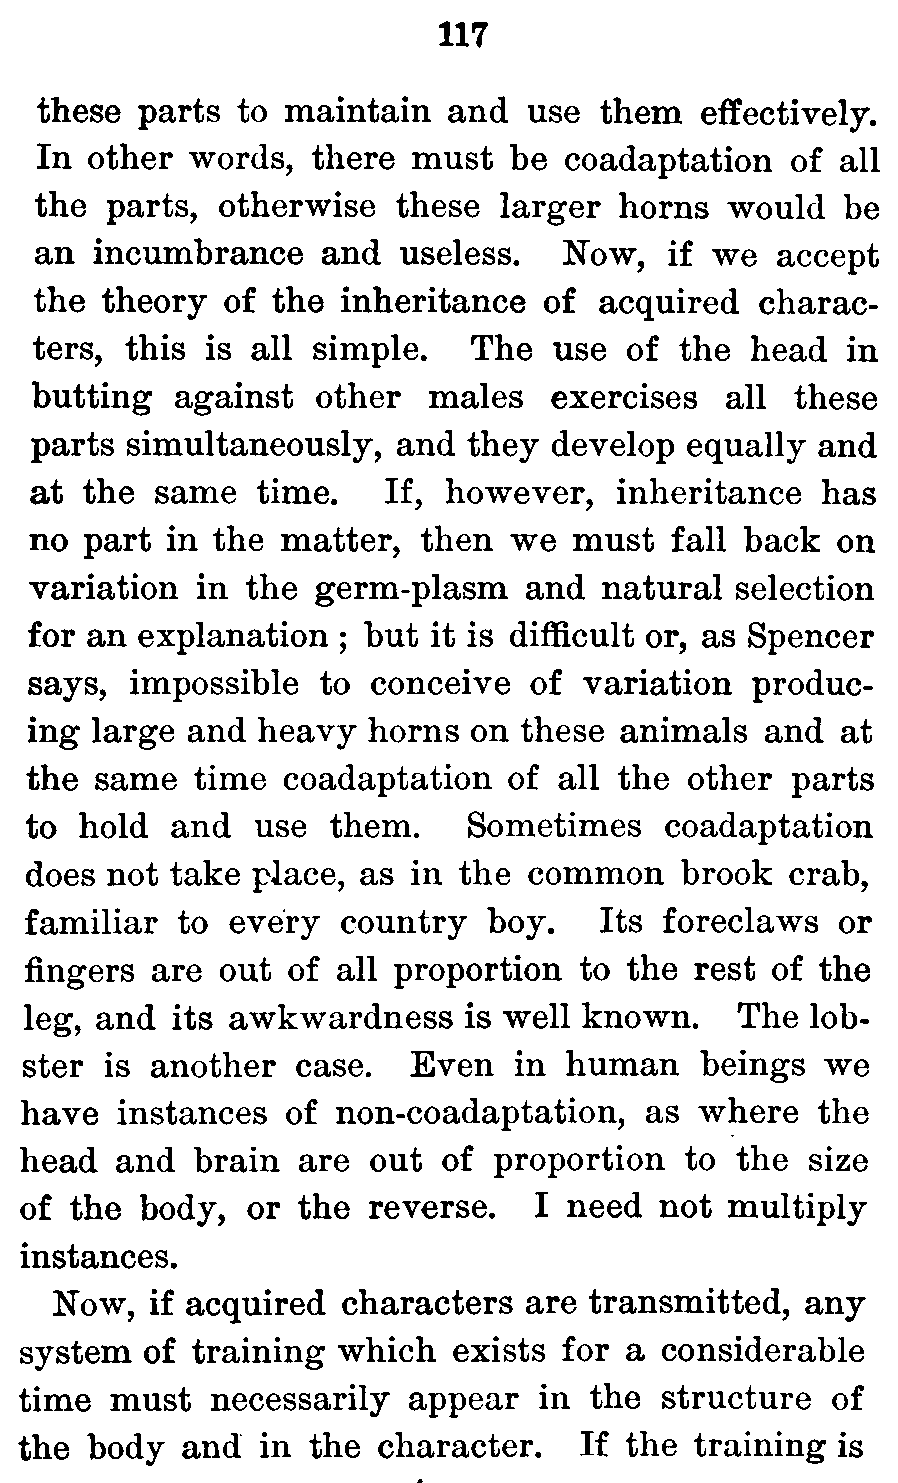 117
these parts to maintain and use them effectively.
In other words, there must be coadaptation of all
the parts, otherwise these larger horns would be
an incumbrance and useless. Now, if we accept
the theory of the inheritance of acquired charac-
ters, this is all simple. The use of the head in
butting against other males exercises all these
parts simultaneously, and they develop equally and
at the same time. If, however, inheritance has
no part in the matter, then we must fall back on
variation in the germ-plasm and natural selection
for an explanation ; but it is difficult or, as Spencer
says, impossible to conceive of variation produc-
ing large and heavy horns on these animals and at
the same time coadaptation of all the other parts
to hold and use them. Sometimes coadaptation
does not take place, as in the common brook crab,
familiar to every country boy. Its foreclaws or
fingers are out of all proportion to the rest of the
leg, and its awkwardness is well known. The lob-
ster is another case. Even in human beings we
have instances of non-coadaptation, as where the
head and brain are out of proportion to the size
of the body, or the reverse. I need not multiply
instances.
Now, if acquired characters are transmitted, any
system of training which exists for a considerable
time must necessarily appear in the structure of
the body and in the character. If the training is